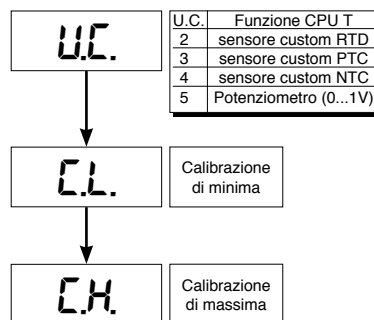 U.C.
U.C. Funzione CPU T
2 sensore custom RTD
3 sensore custom PTC
4 sensore custom NTC
5 Potenziometro (0...1V)
C.L.
Calibrazione
di minima
C.H.
Calibrazione
di massima